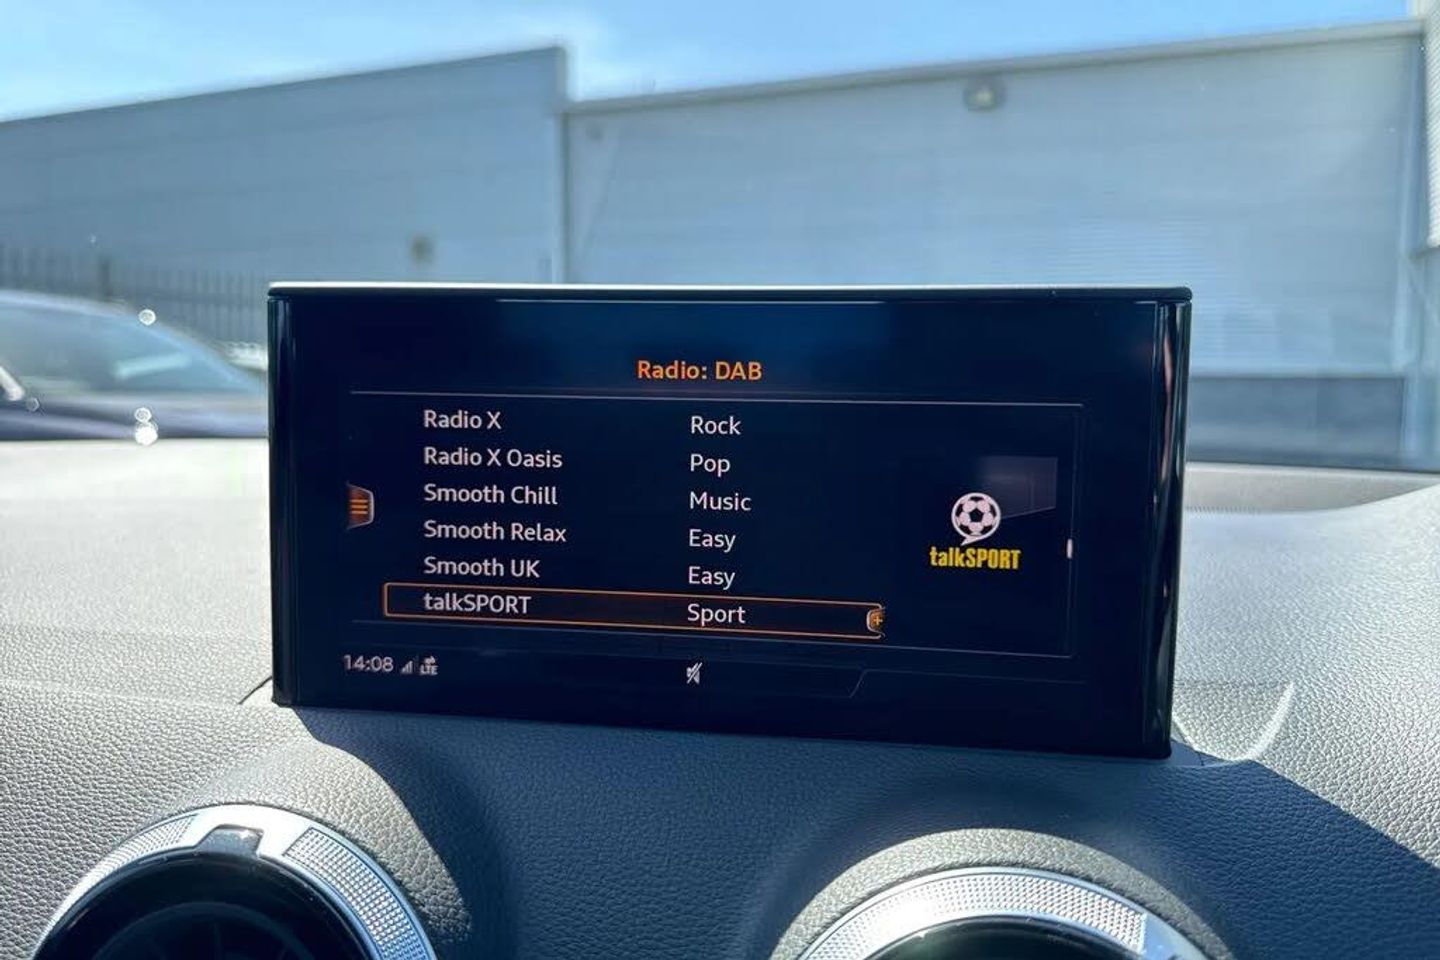 Radio: DAB
Radio X Rock
Radio X Oasis Pop
Smooth Chill Music
Smooth Relax Easy
Smooth UK Easy
talkSPORT Sport
talkSPORT
14:08 LTE